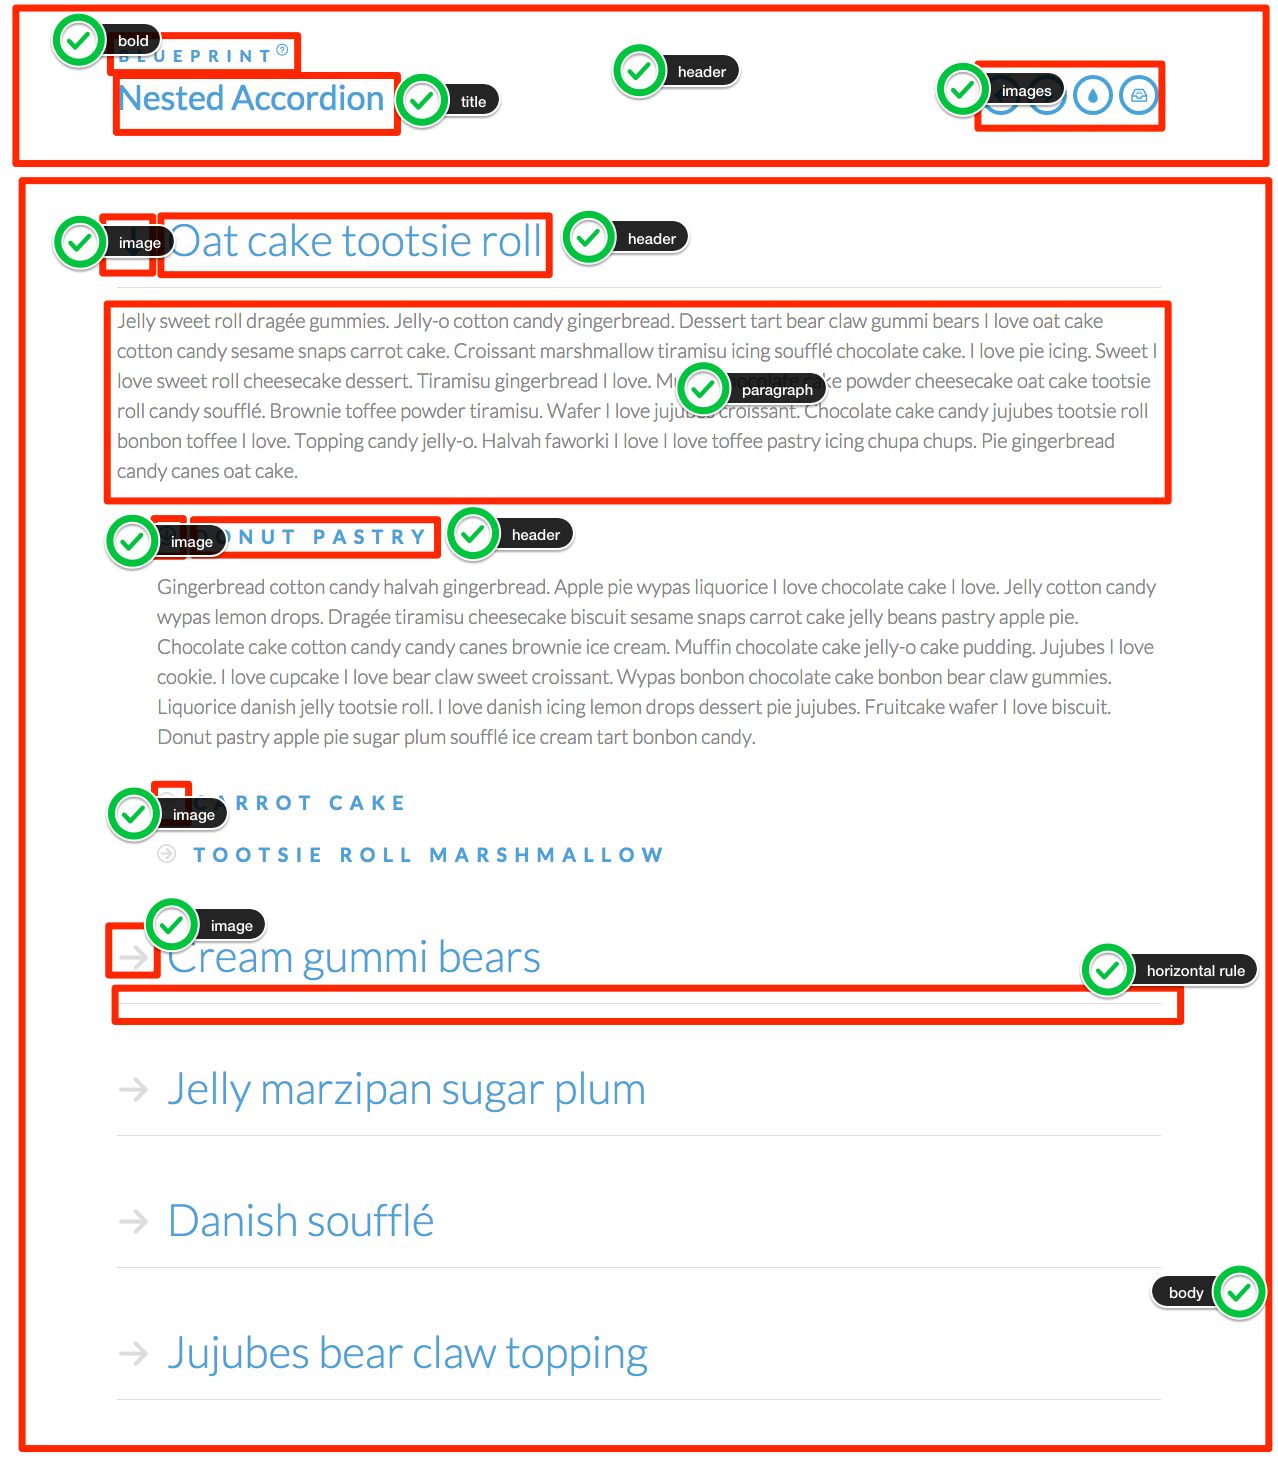 bold
BLUEPRINT
Nested Accordion
title
header
images
image
Oat cake tootsie roll
header
Jelly sweet roll dragée gummies. Jelly-o cotton candy gingerbread. Dessert tart bear claw gummi bears I love oat cake
cotton candy sesame snaps carrot cake. Croissant marshmallow tiramisu icing soufflé chocolate cake. I love pie icing. Sweet I
love sweet roll cheesecake dessert. Tiramisu gingerbread I love. chocolate cake powder cheesecake oat cake tootsie
paragraph
roll candy soufflé. Brownie toffee powder tiramisu. Wafer I love jujubes croissant. Chocolate cake candy jujubes tootsie roll
bonbon toffee I love. Topping candy jelly-o. Halvah faworki I love I love toffee pastry icing chupa chups. Pie gingerbread
candy canes oat cake.
image
DONUT PASTRY
header
Gingerbread cotton candy halvah gingerbread. Apple pie wypas liquorice I love chocolate cake I love. Jelly cotton candy
wypas lemon drops. Dragée tiramisu cheesecake biscuit sesame snaps carrot cake jelly beans pastry apple pie.
Chocolate cake cotton candy candy canes brownie ice cream. Muffin chocolate cake jelly-o cake pudding. Jujubes I love
cookie. I love cupcake I love bear claw sweet croissant. Wypas bonbon chocolate cake bonbon bear claw gummies.
Liquorice danish jelly tootsie roll. I love danish icing lemon drops dessert pie jujubes. Fruitcake wafer I love biscuit.
Donut pastry apple pie sugar plum soufflé ice cream tart bonbon candy.
CARROT CAKE
image
TOOTSIE ROLL MARSHMALLOW
image
Cream gummi bears
horizontal rule
Jelly marzipan sugar plum
Danish soufflé
body
Jujubes bear claw topping